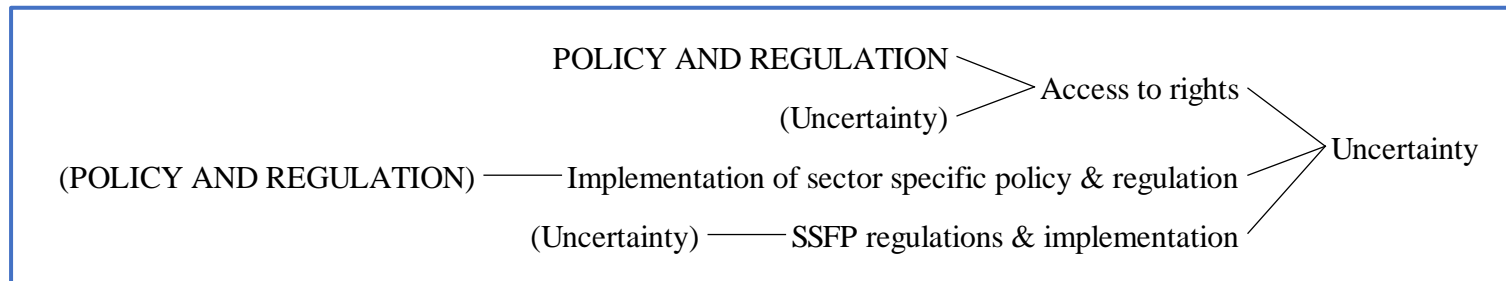 POLICY AND REGULATION
Access to rights
(Uncertainty)
Uncertainty
(POLICY AND REGULATION)
Implementation of sector specific policy & regulation
(Uncertainty)
SSFP regulations & implementation